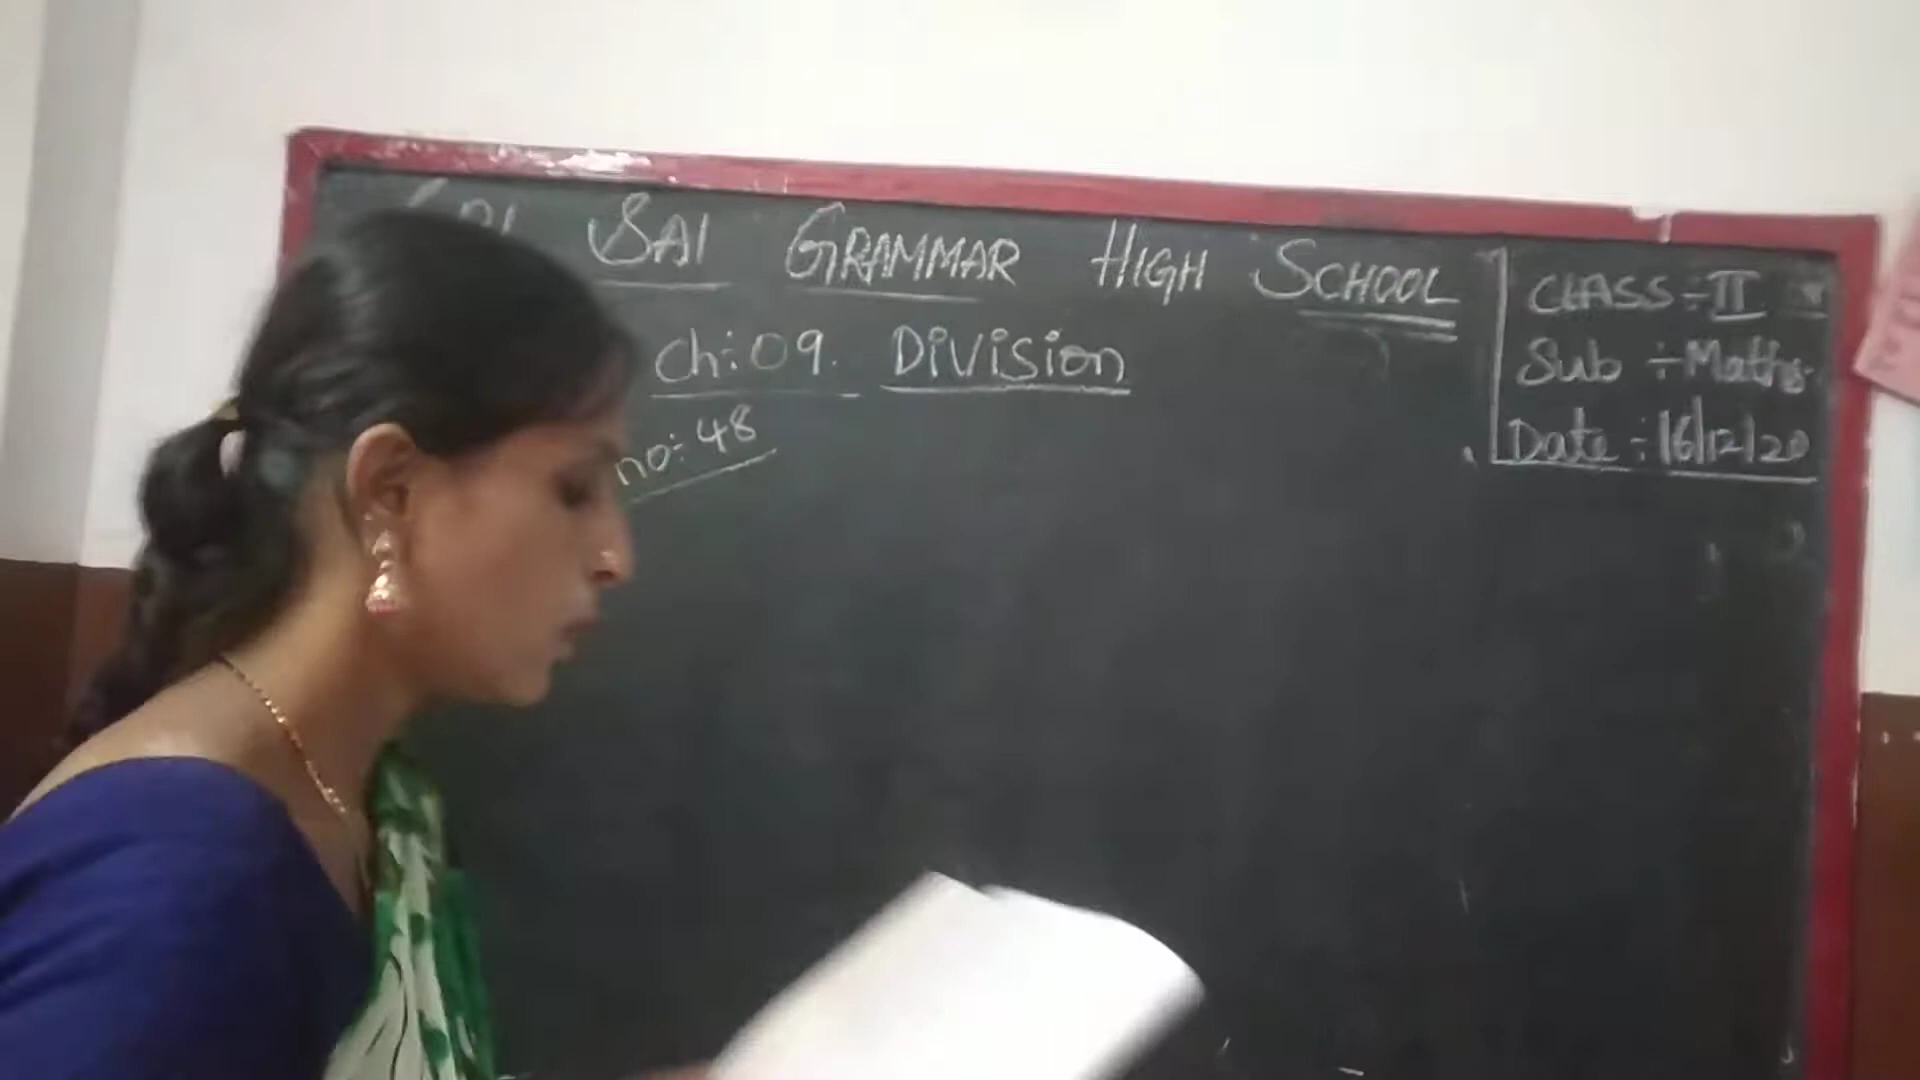 SAI GRAMMAR HIGH SCHOOL
CLASS÷II
Sub ÷Maths
Date ÷16/12/20
Ch÷09. Division
no÷48